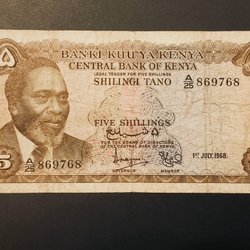 BANKI KUU YA KENYA
CENTRAL BANK OF KENYA
LEGAL TENDER FOR FIVE SHILLINGS
SHILINGI TANO
A/25 869768
FIVE SHILLINGS
A/25 869768
FOR THE BOARD OF DIRECTORS
OF THE CENTRAL BANK OF KENYA
1ST JULY, 1968.
GOVERNOR
MEMBER
5